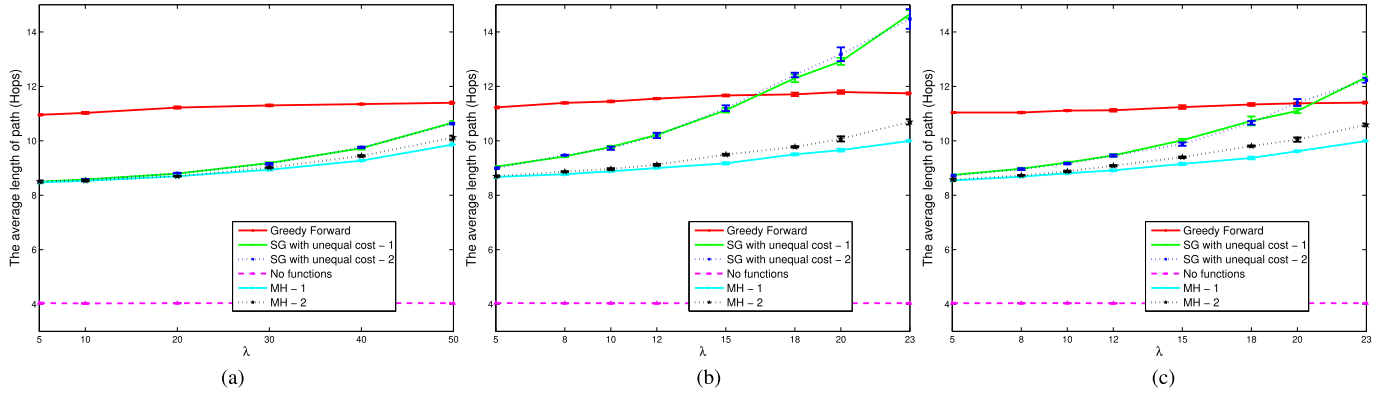 The average length of path (Hops)
14
12
10
8
6
4
5 10 20 30 40 50
λ
Greedy Forward
SG with unequal cost − 1
SG with unequal cost − 2
No functions
MH − 1
MH − 2
(a)
The average length of path (Hops)
14
12
10
8
6
4
5 8 10 12 15 18 20 23
λ
Greedy Forward
SG with unequal cost − 1
SG with unequal cost − 2
No functions
MH − 1
MH − 2
(b)
The average length of path (Hops)
14
12
10
8
6
4
5 8 10 12 15 18 20 23
λ
Greedy Forward
SG with unequal cost − 1
SG with unequal cost − 2
No functions
MH − 1
MH − 2
(c)